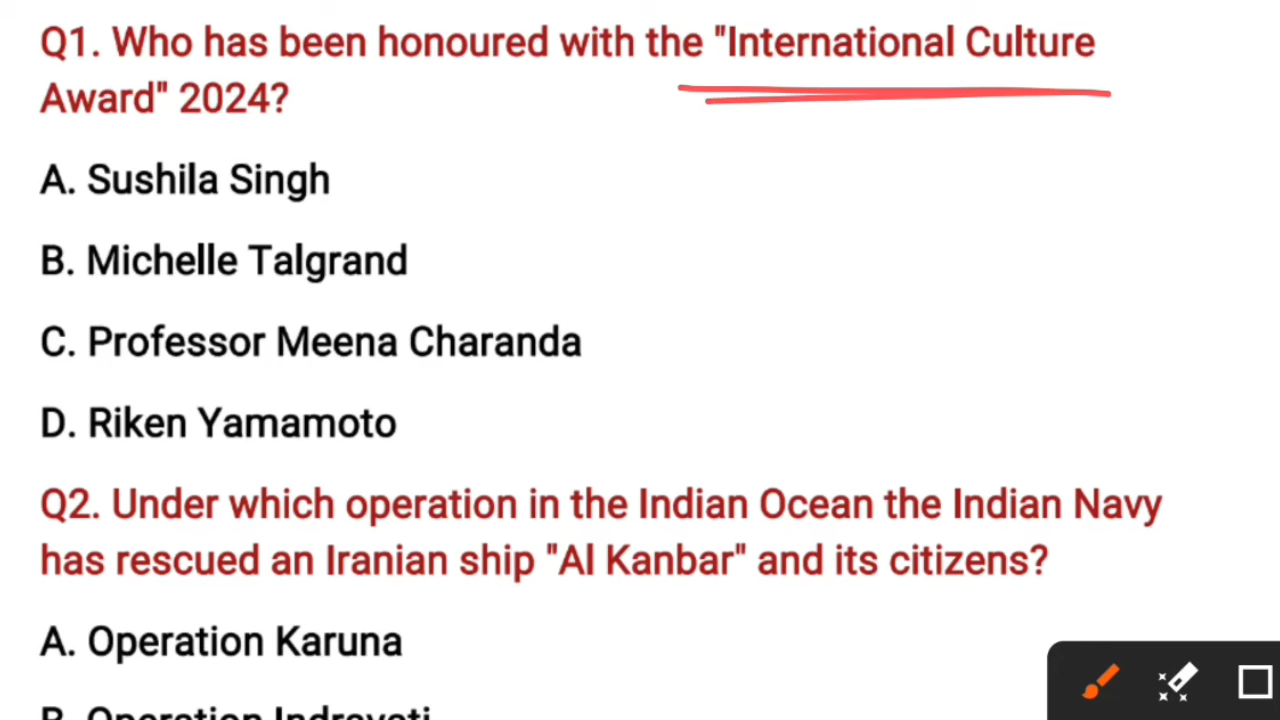 Q1. Who has been honoured with the "International Culture
Award" 2024?
A. Sushila Singh
B. Michelle Talgrand
C. Professor Meena Charanda
D. Riken Yamamoto
Q2. Under which operation in the Indian Ocean the Indian Navy
has rescued an Iranian ship "Al Kanbar" and its citizens?
A. Operation Karuna
B. Operation Indravati